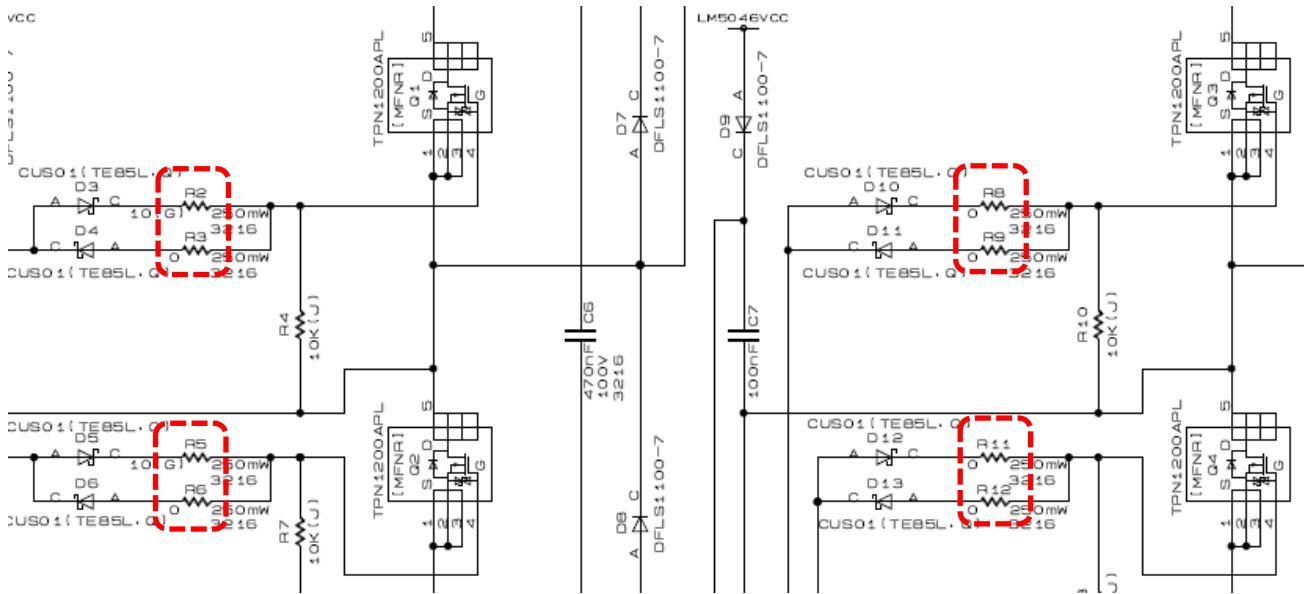 VCC
DFLS1100-7
TPN1200APL
[MFNR]
Q1
S
D
S
G
1 2 3 4
CUS01(TE85L,Q)
D3
A
C
R2
10(G)
250mW
3216
D4
C
A
R3
0
250mW
3216
CUS01(TE85L,Q)
R4
10K(J)
C
D7
A
DFLS1100-7
C6
470nF
100V
3216
CUS01(TE85L,Q)
D5
A
C
R5
10(G)
250mW
3216
D6
C
A
R6
0
250mW
3216
CUS01(TE85L,Q)
R7
10K(J)
TPN1200APL
[MFNR]
Q2
S
D
S
G
1 2 3 4
C
D8
A
DFLS1100-7
LM5046VCC
A
D9
C
DFLS1100-7
C7
100nF
CUS01(TE85L,Q)
D10
A
C
R8
0
250mW
3216
D11
C
A
R9
0
250mW
3216
CUS01(TE85L,Q)
R10
10K(J)
TPN1200APL
[MFNR]
Q3
S
D
S
G
1 2 3 4
CUS01(TE85L,Q)
D12
A
C
R11
0
250mW
3216
D13
C
A
R12
0
250mW
3216
CUS01(TE85L,Q)
TPN1200APL
[MFNR]
Q4
S
D
S
G
1 2 3 4